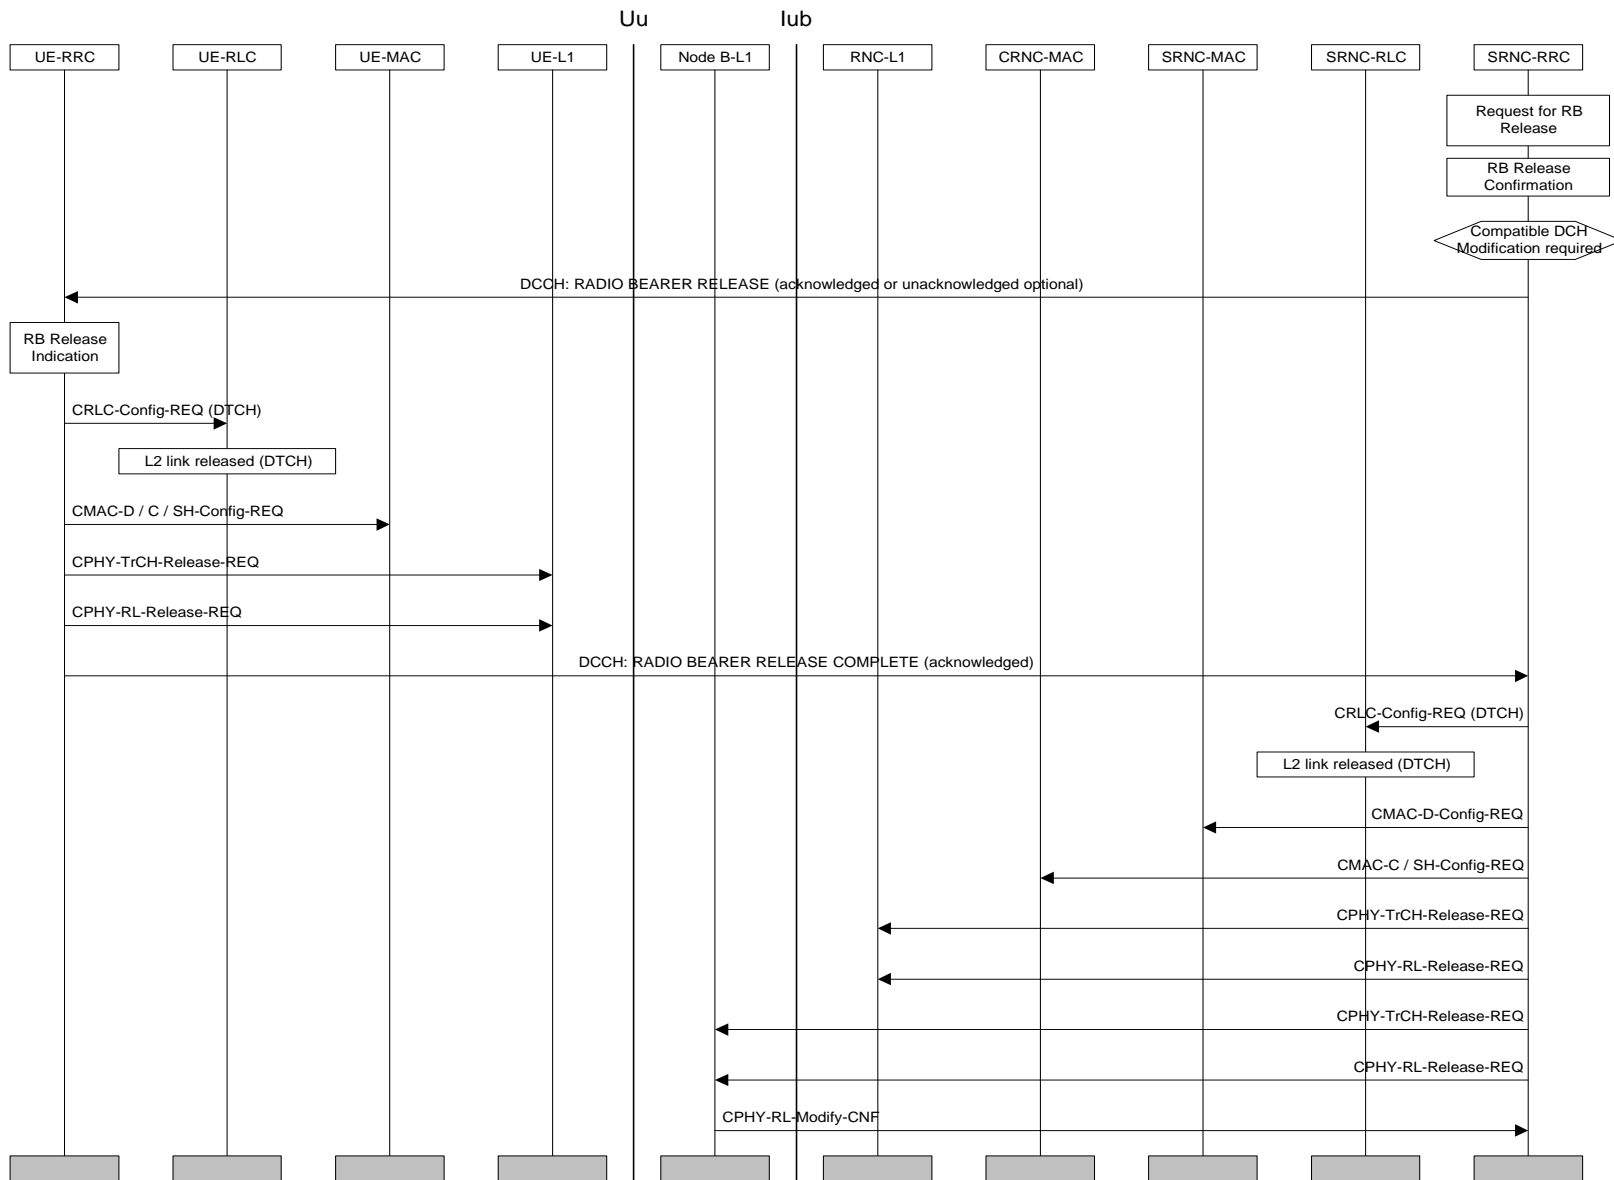 Uu
Iub
UE-RRC
UE-RLC
UE-MAC
UE-L1
Node B-L1
RNC-L1
CRNC-MAC
SRNC-MAC
SRNC-RLC
SRNC-RRC
Request for RB
Release
RB Release
Confirmation
Compatible DCH
Modification required
DCCH: RADIO BEARER RELEASE (acknowledged or unacknowledged optional)
RB Release
Indication
CRLC-Config-REQ (DTCH)
L2 link released (DTCH)
CMAC-D / C / SH-Config-REQ
CPHY-TrCH-Release-REQ
CPHY-RL-Release-REQ
DCCH: RADIO BEARER RELEASE COMPLETE (acknowledged)
CRLC-Config-REQ (DTCH)
L2 link released (DTCH)
CMAC-D-Config-REQ
CMAC-C / SH-Config-REQ
CPHY-TrCH-Release-REQ
CPHY-RL-Release-REQ
CPHY-TrCH-Release-REQ
CPHY-RL-Release-REQ
CPHY-RL-Modify-CNF